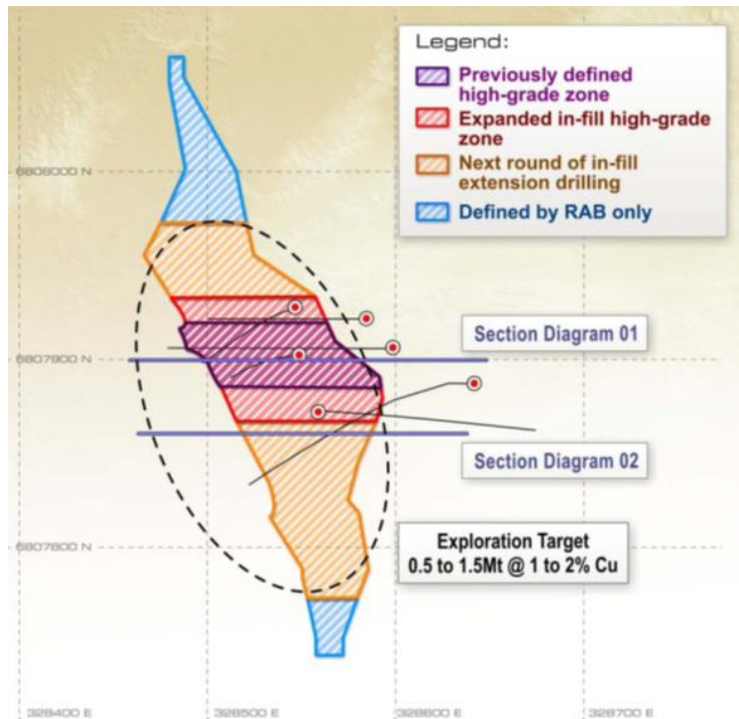 Legend:
Previously defined
high-grade zone
Expanded in-fill high-grade
zone
Next round of in-fill
extension drilling
Defined by RAB only
6808000 N
Section Diagram 01
6807900 N
Section Diagram 02
6807800 N
Exploration Target
0.5 to 1.5Mt @ 1 to 2% Cu
328400 E
328500 E
328600 E
328700 E